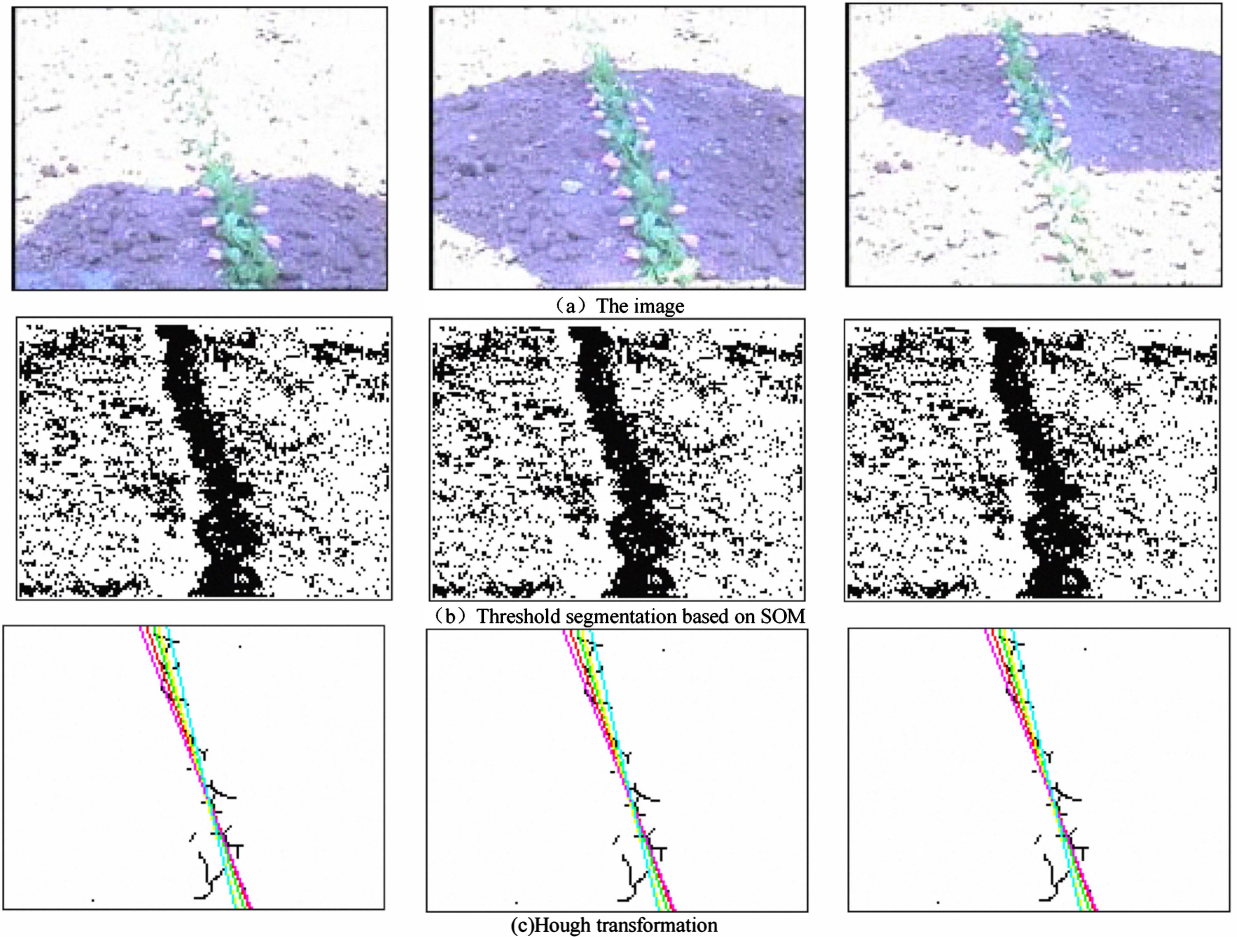 (a) The image
(b) Threshold segmentation based on SOM
(c)Hough transformation